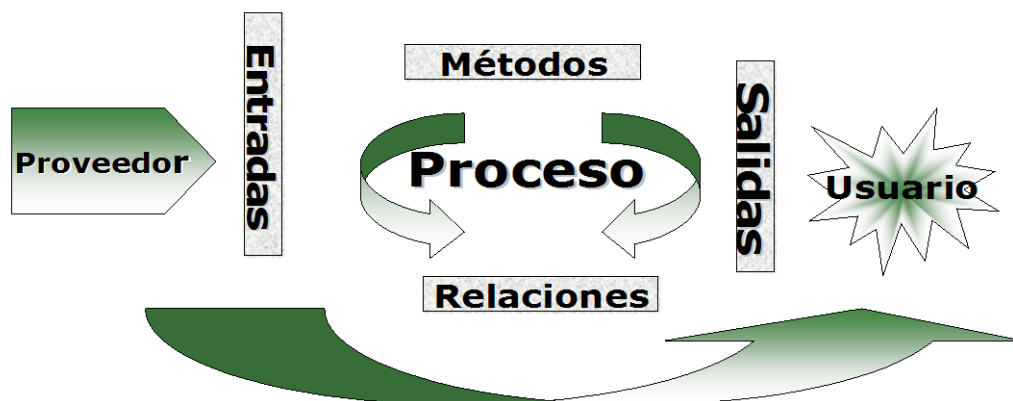 Proveedor
Entradas
Métodos
Proceso
Relaciones
Salidas
Usuario